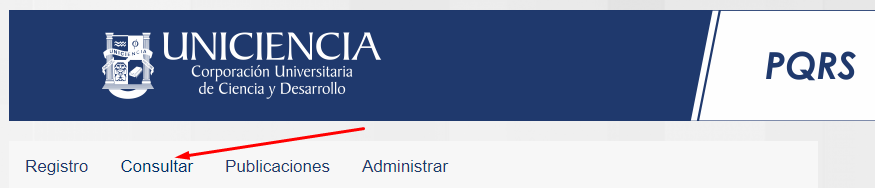 UNICIENCIA
Corporación Universitaria
de Ciencia y Desarrollo
PQRS
Registro Consultar Publicaciones Administrar